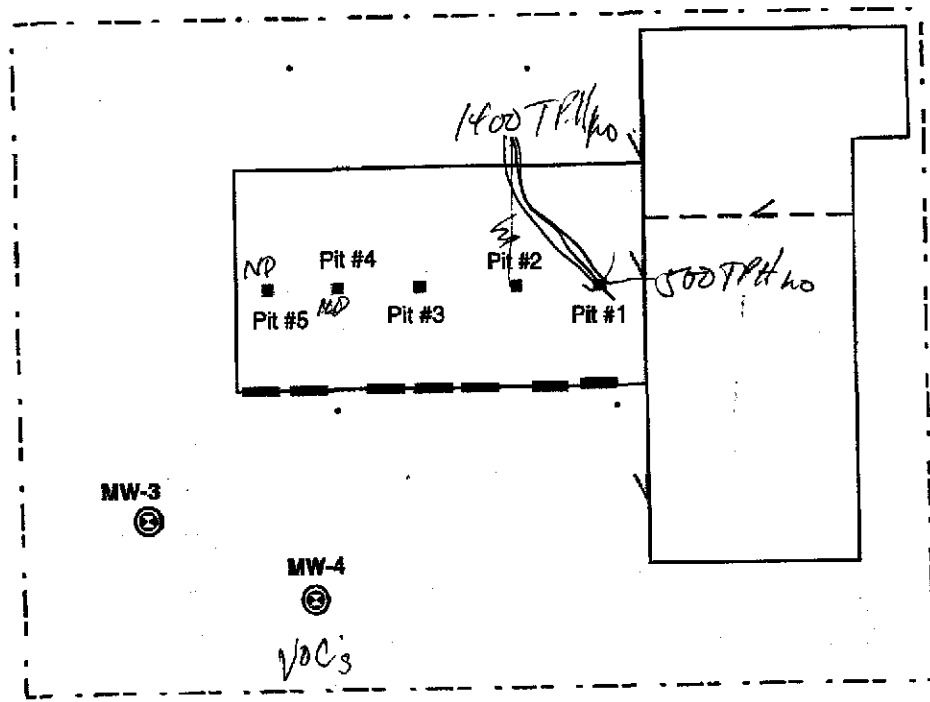 1400 TPH/ho
ND
Pit #4
Pit #2
500 TPH ho
Pit #5
ND
Pit #3
Pit #1
MW-3
MW-4
VOC's